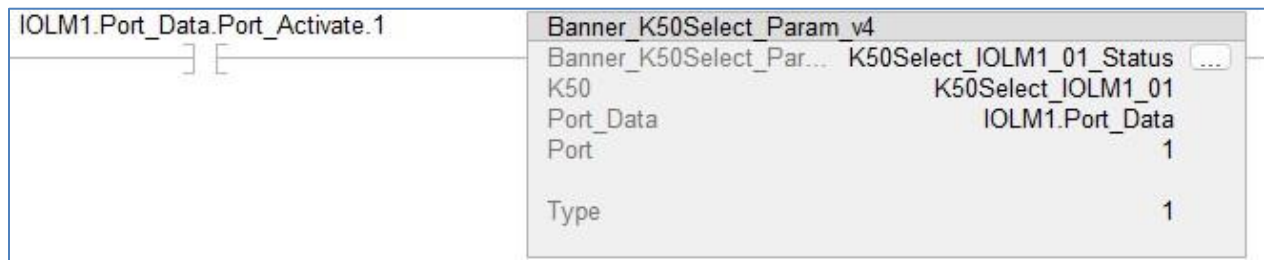 IOLM1.Port_Data.Port_Activate.1
Banner_K50Select_Param_v4
Banner_K50Select_Par... K50Select_IOLM1_01_Status ...
K50 K50Select_IOLM1_01
Port_Data IOLM1.Port_Data
Port 1
Type 1